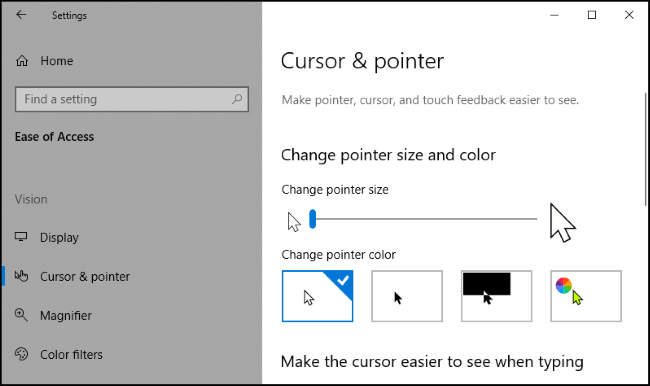 Settings
Home
Find a setting
Ease of Access
Vision
Display
Cursor & pointer
Magnifier
Color filters
Cursor & pointer
Make pointer, cursor, and touch feedback easier to see.
Change pointer size and color
Change pointer size
Change pointer color
Make the cursor easier to see when typing